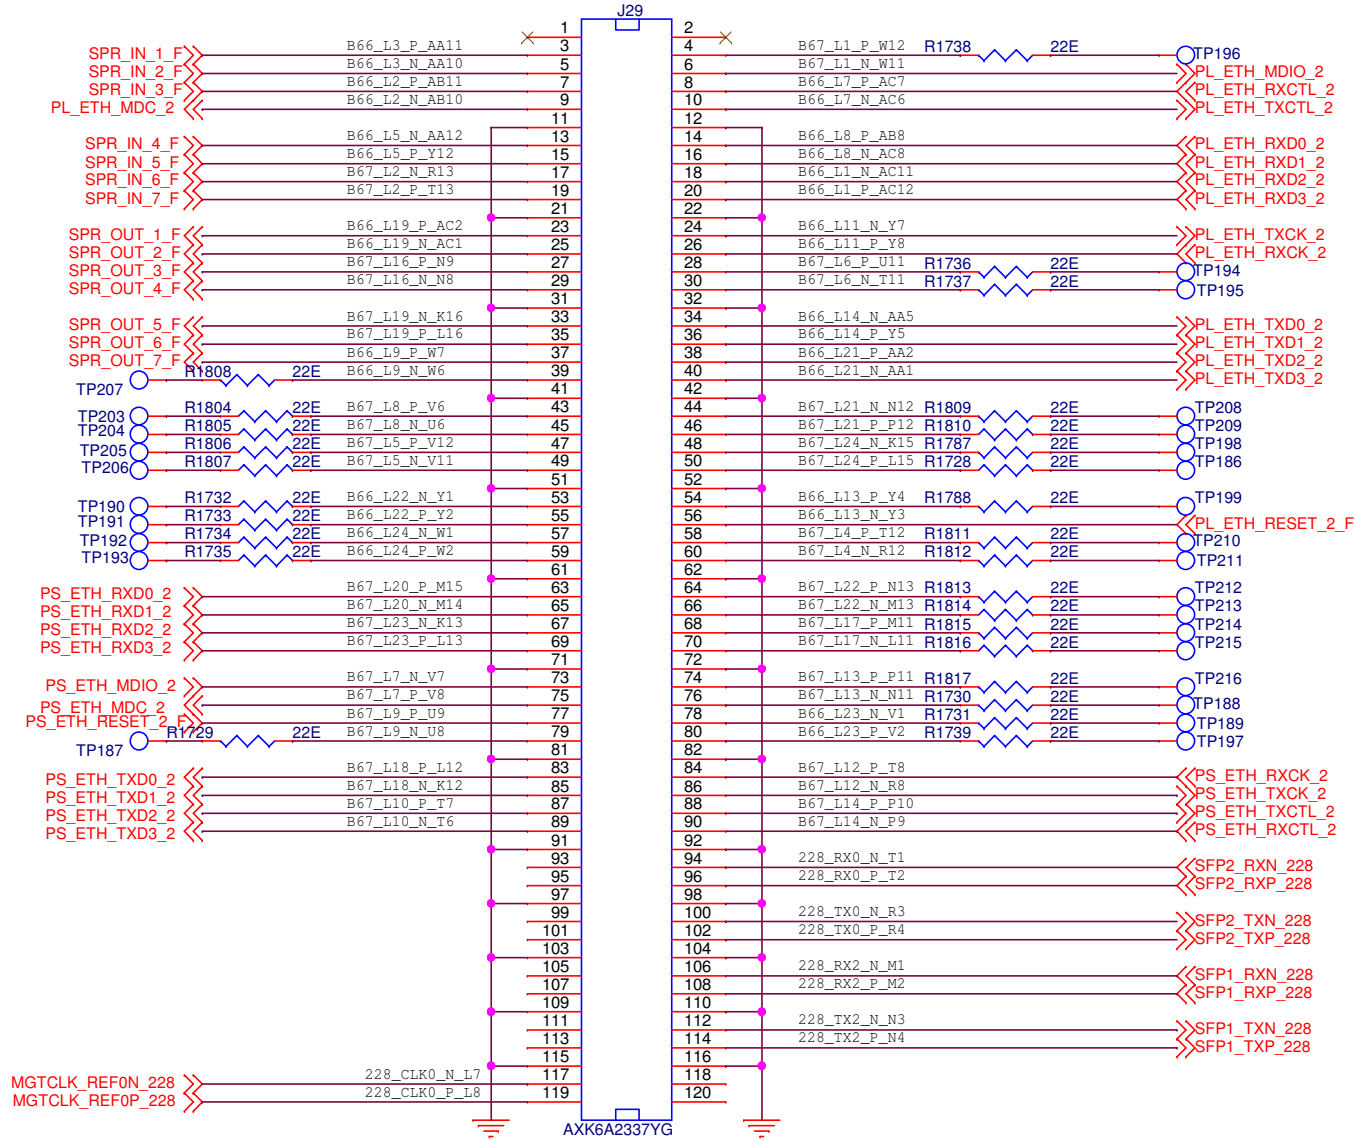 J29
1 2
SPR_IN_1_F B66_L3_P_AA11 3 4 B67_L1_P_W12 R1738 22E TP196
SPR_IN_2_F B66_L3_N_AA10 5 6 B67_L1_N_W11 PL_ETH_MDIO_2
SPR_IN_3_F B66_L2_P_AB11 7 8 B66_L7_P_AC7 PL_ETH_RXCTL_2
PL_ETH_MDC_2 B66_L2_N_AB10 9 10 B66_L7_N_AC6 PL_ETH_TXCTL_2
11 12
SPR_IN_4_F B66_L5_N_AA12 13 14 B66_L8_P_AB8 PL_ETH_RXD0_2
SPR_IN_5_F B66_L5_P_Y12 15 16 B66_L8_N_AC8 PL_ETH_RXD1_2
SPR_IN_6_F B67_L2_N_R13 17 18 B66_L1_N_AC11 PL_ETH_RXD2_2
SPR_IN_7_F B67_L2_P_T13 19 20 B66_L1_P_AC12 PL_ETH_RXD3_2
21 22
SPR_OUT_1_F B66_L19_P_AC2 23 24 B66_L11_N_Y7 PL_ETH_TXCK_2
SPR_OUT_2_F B66_L19_N_AC1 25 26 B66_L11_P_Y8 PL_ETH_RXCK_2
SPR_OUT_3_F B67_L16_P_N9 27 28 B67_L6_P_U11 R1736 22E TP194
SPR_OUT_4_F B67_L16_N_N8 29 30 B67_L6_N_T11 R1737 22E TP195
31 32
SPR_OUT_5_F B67_L19_N_K16 33 34 B66_L14_N_AA5 PL_ETH_TXD0_2
SPR_OUT_6_F B67_L19_P_L16 35 36 B66_L14_P_Y5 PL_ETH_TXD1_2
SPR_OUT_7_F B66_L9_P_W7 37 38 B66_L21_P_AA2 PL_ETH_TXD2_2
TP207 R1808 22E B66_L9_N_W6 39 40 B66_L21_N_AA1 PL_ETH_TXD3_2
41 42
TP203 R1804 22E B67_L8_P_V6 43 44 B67_L21_N_N12 R1809 22E TP208
TP204 R1805 22E B67_L8_N_U6 45 46 B67_L21_P_P12 R1810 22E TP209
TP205 R1806 22E B67_L5_P_V12 47 48 B67_L24_N_K15 R1787 22E TP198
TP206 R1807 22E B67_L5_N_V11 49 50 B67_L24_P_L15 R1728 22E TP186
51 52
TP190 R1732 22E B66_L22_N_Y1 53 54 B66_L13_P_Y4 R1788 22E TP199
TP191 R1733 22E B66_L22_P_Y2 55 56 B66_L13_N_Y3 PL_ETH_RESET_2_F
TP192 R1734 22E B66_L24_N_W1 57 58 B67_L4_P_T12 R1811 22E TP210
TP193 R1735 22E B66_L24_P_W2 59 60 B67_L4_N_R12 R1812 22E TP211
61 62
PS_ETH_RXD0_2 B67_L20_P_M15 63 64 B67_L22_P_N13 R1813 22E TP212
PS_ETH_RXD1_2 B67_L20_N_M14 65 66 B67_L22_N_M13 R1814 22E TP213
PS_ETH_RXD2_2 B67_L23_N_K13 67 68 B67_L17_P_M11 R1815 22E TP214
PS_ETH_RXD3_2 B67_L23_P_L13 69 70 B67_L17_N_L11 R1816 22E TP215
71 72
PS_ETH_MDIO_2 B67_L7_N_V7 73 74 B67_L13_P_P11 R1817 22E TP216
PS_ETH_MDC_2 B67_L7_P_V8 75 76 B67_L13_N_N11 R1730 22E TP188
PS_ETH_RESET_2_F B67_L9_P_U9 77 78 B66_L23_N_V1 R1731 22E TP189
TP187 R1729 22E B67_L9_N_U8 79 80 B66_L23_P_V2 R1739 22E TP197
81 82
PS_ETH_TXD0_2 B67_L18_P_L12 83 84 B67_L12_P_T8 PS_ETH_RXCK_2
PS_ETH_TXD1_2 B67_L18_N_K12 85 86 B67_L12_N_R8 PS_ETH_TXCK_2
PS_ETH_TXD2_2 B67_L10_P_T7 87 88 B67_L14_P_P10 PS_ETH_TXCTL_2
PS_ETH_TXD3_2 B67_L10_N_T6 89 90 B67_L14_N_P9 PS_ETH_RXCTL_2
91 92
93 94 228_RX0_N_T1 SFP2_RXN_228
95 96 228_RX0_P_T2 SFP2_RXP_228
97 98
99 100 228_TX0_N_R3 SFP2_TXN_228
101 102 228_TX0_P_R4 SFP2_TXP_228
103 104
105 106 228_RX2_N_M1 SFP1_RXN_228
107 108 228_RX2_P_M2 SFP1_RXP_228
109 110
111 112 228_TX2_N_N3 SFP1_TXN_228
113 114 228_TX2_P_N4 SFP1_TXP_228
115 116
MGTCLK_REF0N_228 228_CLK0_N_L7 117 118
MGTCLK_REF0P_228 228_CLK0_P_L8 119 120
AXK6A2337YG